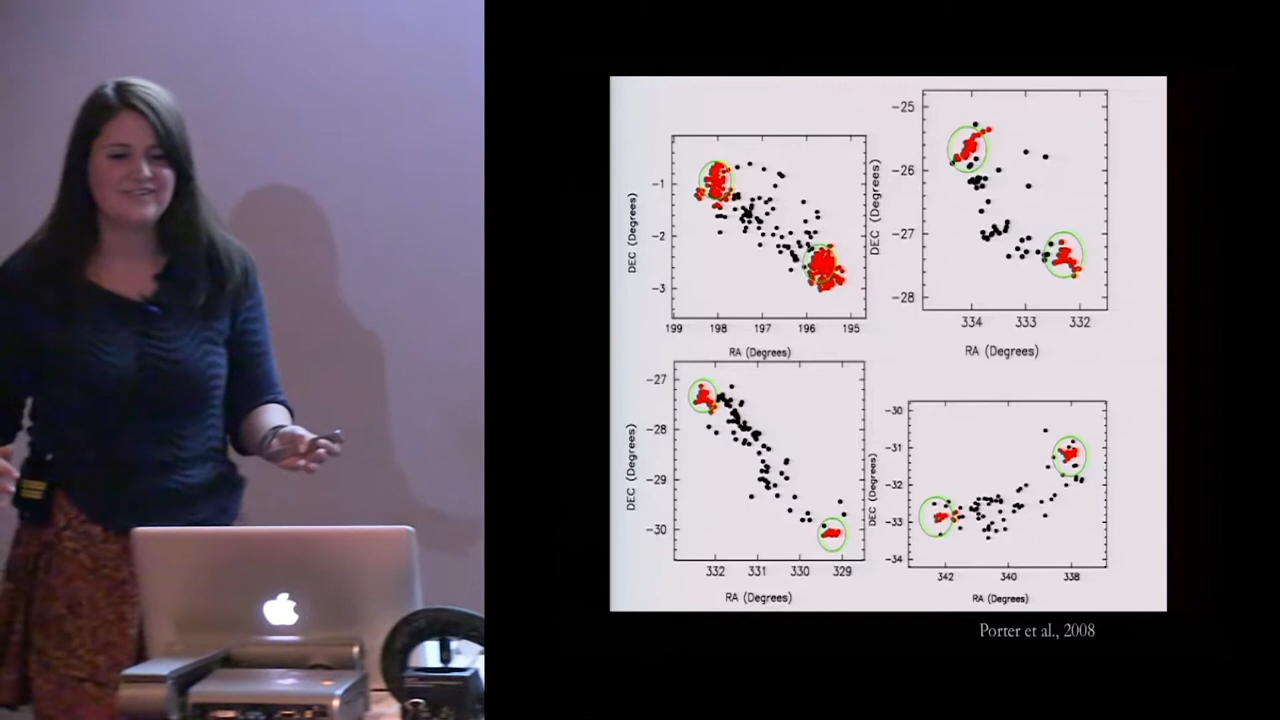 -1
-2
-3
DEC (Degrees)
199 198 197 196 195
RA (Degrees)
-25
-26
-27
-28
DEC (Degrees)
334 333 332
RA (Degrees)
-27
-28
-29
-30
DEC (Degrees)
332 331 330 329
RA (Degrees)
-30
-31
-32
-33
-34
DEC (Degrees)
342 340 338
RA (Degrees)
Porter et al., 2008